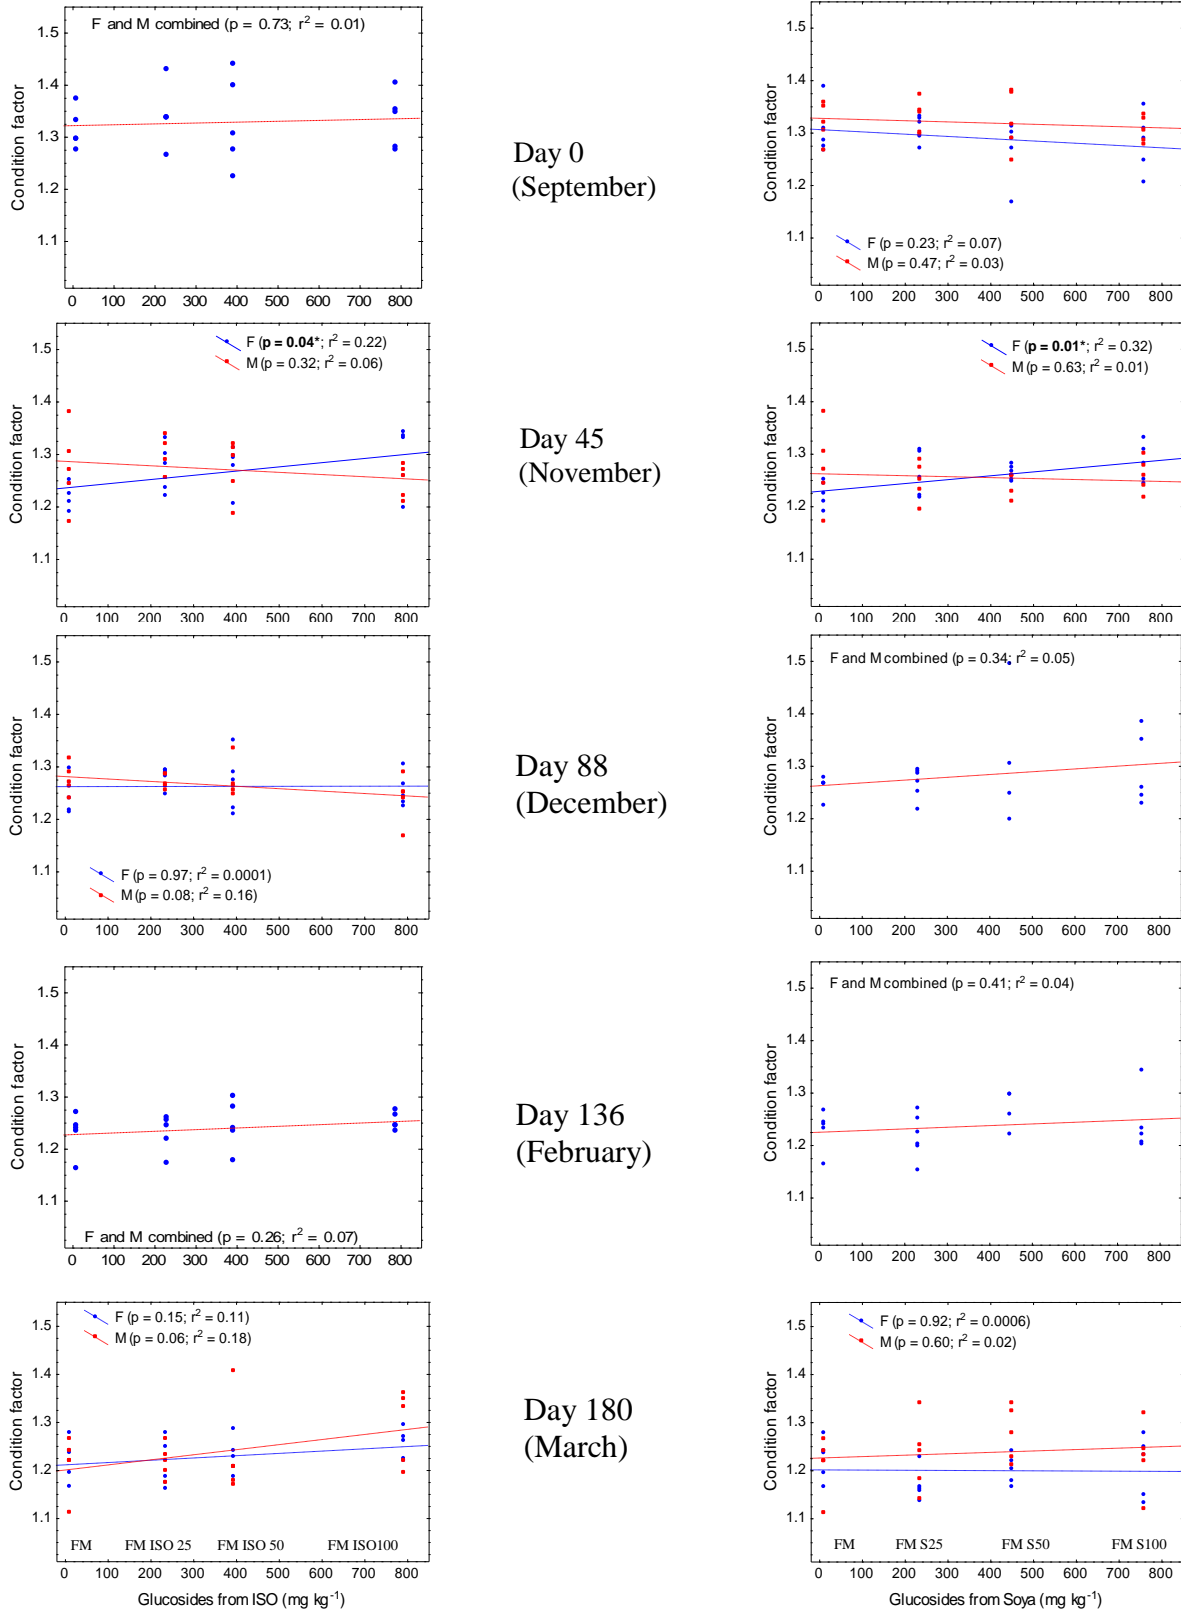 F and M combined (p = 0.73; r² = 0.01)
1.5
1.4
1.3
1.2
1.1
Condition factor
0 100 200 300 400 500 600 700 800
Day 0
(September)
1.5
1.4
1.3
1.2
1.1
Condition factor
F (p = 0.23; r² = 0.07)
M (p = 0.47; r² = 0.03)
0 100 200 300 400 500 600 700 800
F (p = 0.04*; r² = 0.22)
M (p = 0.32; r² = 0.06)
1.5
1.4
1.3
1.2
1.1
Condition factor
0 100 200 300 400 500 600 700 800
Day 45
(November)
F (p = 0.01*; r² = 0.32)
M (p = 0.63; r² = 0.01)
1.5
1.4
1.3
1.2
1.1
Condition factor
0 100 200 300 400 500 600 700 800
1.5
1.4
1.3
1.2
1.1
Condition factor
F (p = 0.97; r² = 0.0001)
M (p = 0.08; r² = 0.16)
0 100 200 300 400 500 600 700 800
Day 88
(December)
F and M combined (p = 0.34; r² = 0.05)
1.5
1.4
1.3
1.2
1.1
Condition factor
0 100 200 300 400 500 600 700 800
1.5
1.4
1.3
1.2
1.1
Condition factor
F and M combined (p = 0.26; r² = 0.07)
0 100 200 300 400 500 600 700 800
Day 136
(February)
F and M combined (p = 0.41; r² = 0.04)
1.5
1.4
1.3
1.2
1.1
Condition factor
0 100 200 300 400 500 600 700 800
F (p = 0.15; r² = 0.11)
M (p = 0.06; r² = 0.18)
1.5
1.4
1.3
1.2
1.1
Condition factor
FM FM ISO 25 FM ISO 50 FM ISO100
0 100 200 300 400 500 600 700 800
Glucosides from ISO (mg kg⁻¹)
Day 180
(March)
F (p = 0.92; r² = 0.0006)
M (p = 0.60; r² = 0.02)
1.5
1.4
1.3
1.2
1.1
Condition factor
FM FM S25 FM S50 FM S100
0 100 200 300 400 500 600 700 800
Glucosides from Soya (mg kg⁻¹)